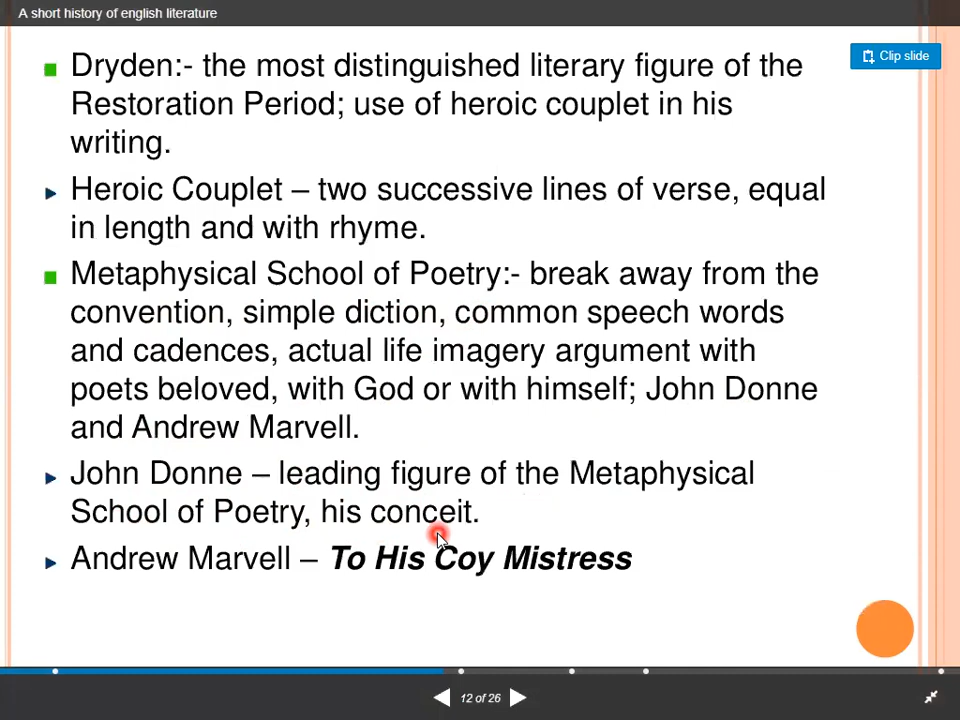 A short history of english literature
Clip slide
Dryden:- the most distinguished literary figure of the
Restoration Period; use of heroic couplet in his
writing.
Heroic Couplet – two successive lines of verse, equal
in length and with rhyme.
Metaphysical School of Poetry:- break away from the
convention, simple diction, common speech words
and cadences, actual life imagery argument with
poets beloved, with God or with himself; John Donne
and Andrew Marvell.
John Donne – leading figure of the Metaphysical
School of Poetry, his conceit.
Andrew Marvell – To His Coy Mistress
12 of 26